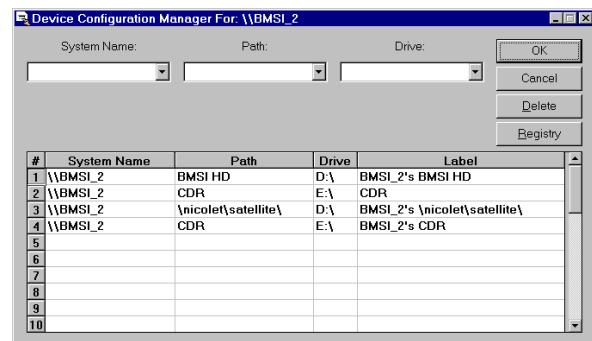 Device Configuration Manager For: \\BMSI_2
System Name: Path: Drive:
OK
Cancel
Delete
Registry
# System Name Path Drive Label
1 \\BMSI_2 BMSI HD D:\ BMSI_2's BMSI HD
2 \\BMSI_2 CDR E:\ CDR
3 \\BMSI_2 \nicolet\satellite\ D:\ BMSI_2's \nicolet\satellite\
4 \\BMSI_2 CDR E:\ BMSI_2's CDR
5
6
7
8
9
10